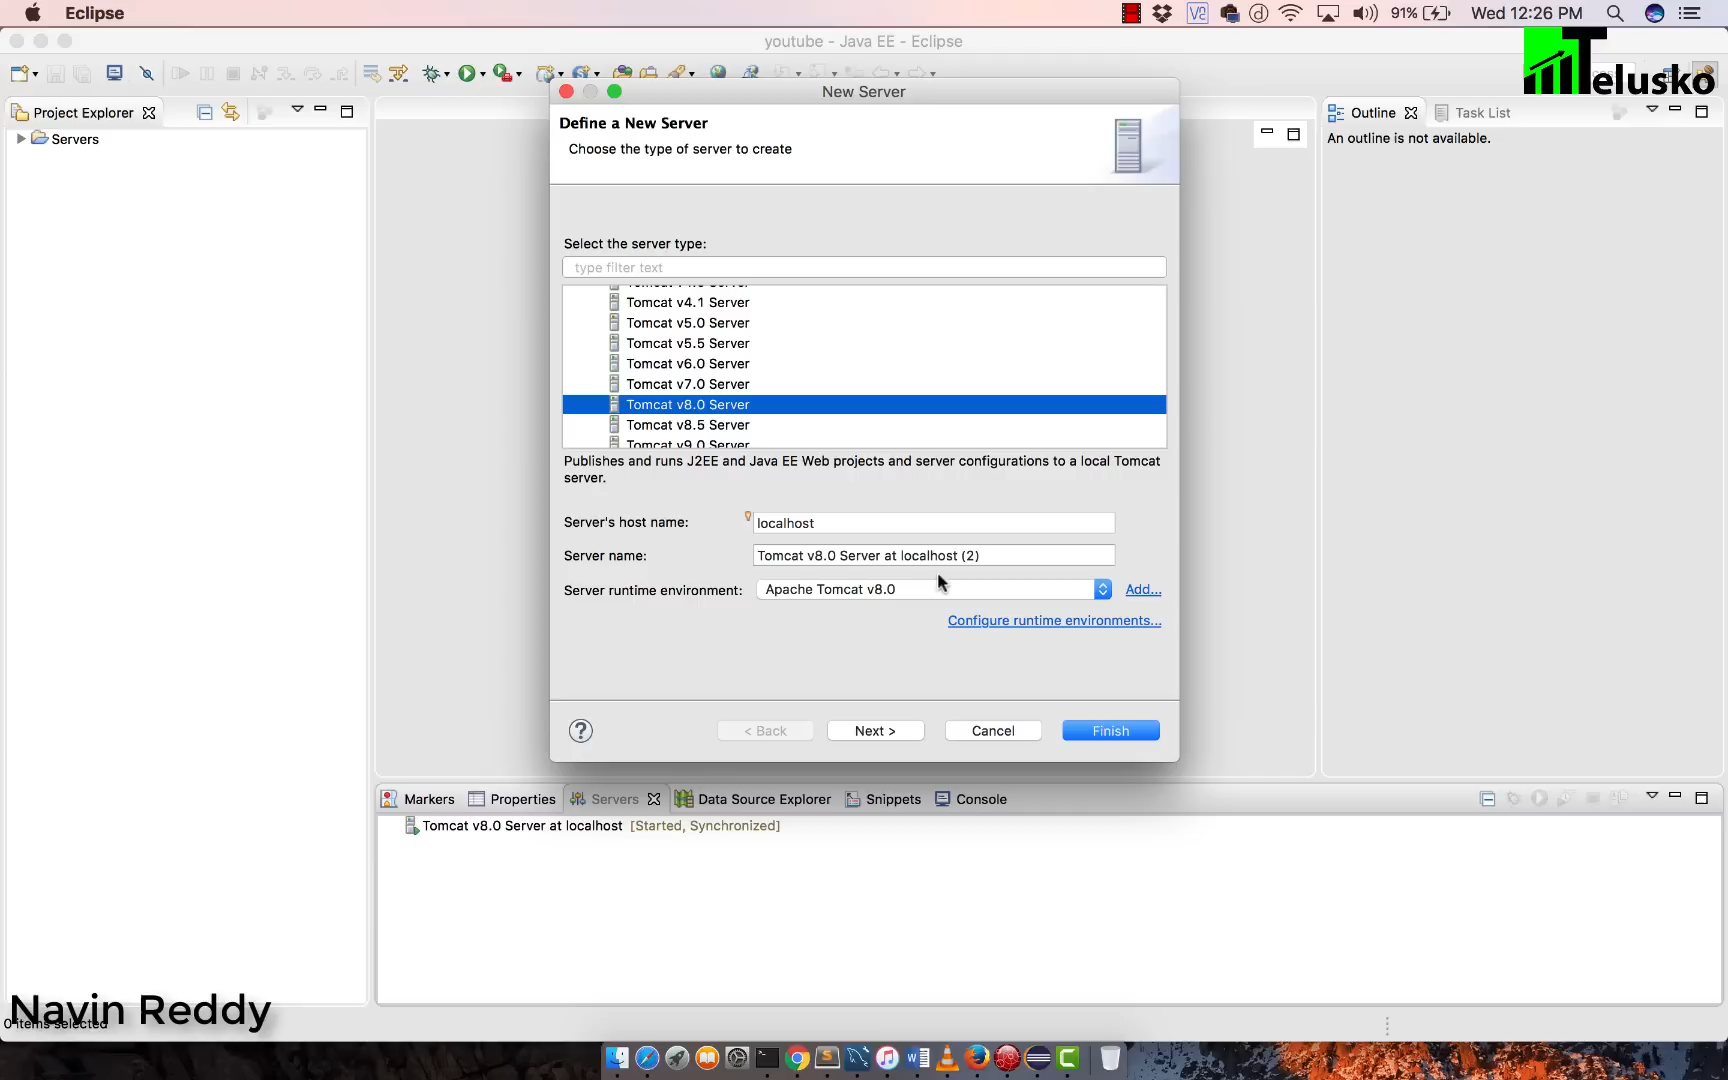 Eclipse
91%
Wed 12:26 PM
youtube - Java EE - Eclipse
Telusko
New Server
Project Explorer
Outline
Task List
Define a New Server
Choose the type of server to create
Servers
An outline is not available.
Select the server type:
type filter text
Tomcat v4.1 Server
Tomcat v5.0 Server
Tomcat v5.5 Server
Tomcat v6.0 Server
Tomcat v7.0 Server
Tomcat v8.0 Server
Tomcat v8.5 Server
Tomcat v9.0 Server
Publishes and runs J2EE and Java EE Web projects and server configurations to a local Tomcat
server.
Server's host name:
localhost
Server name:
Tomcat v8.0 Server at localhost (2)
Server runtime environment:
Apache Tomcat v8.0
Add...
Configure runtime environments...
< Back
Next >
Cancel
Finish
Markers
Properties
Servers
Data Source Explorer
Snippets
Console
Tomcat v8.0 Server at localhost [Started, Synchronized]
Navin Reddy
0 items selected